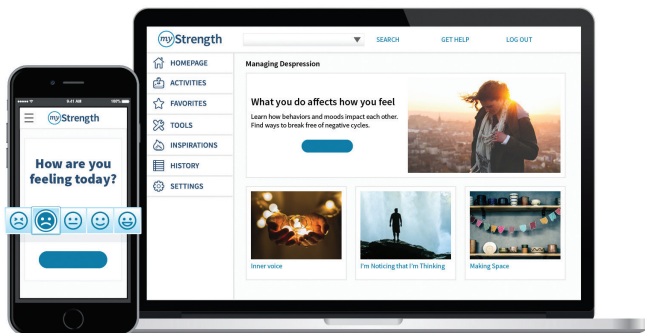 myStrength
SEARCH
GET HELP
LOG OUT
HOMEPAGE
ACTIVITIES
FAVORITES
TOOLS
INSPIRATIONS
HISTORY
SETTINGS
Managing Despression
What you do affects how you feel
Learn how behaviors and moods impact each other.
Find ways to break free of negative cycles.
Inner voice
I'm Noticing that I'm Thinking
Making Space
9:41 AM
100%
myStrength
How are you
feeling today?